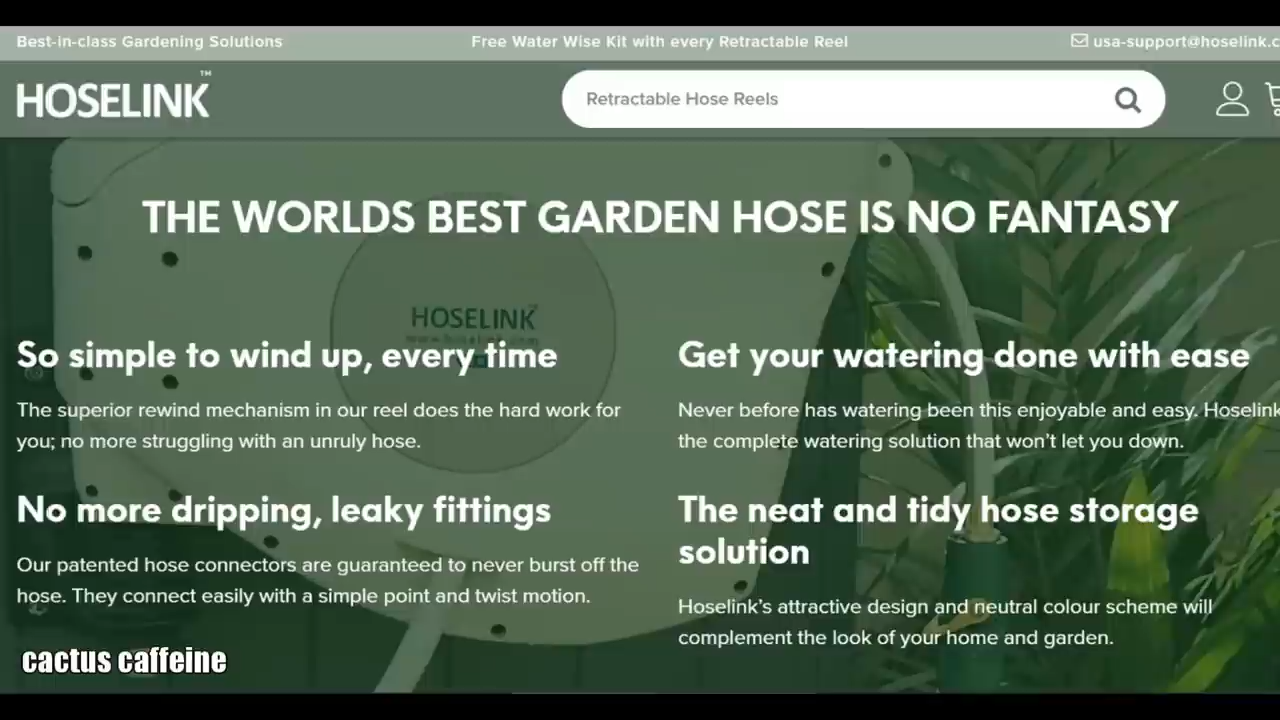 Best-in-class Gardening Solutions
Free Water Wise Kit with every Retractable Reel
usa-support@hoselink.c
HOSELINK™
Retractable Hose Reels
THE WORLDS BEST GARDEN HOSE IS NO FANTASY
HOSELINK
So simple to wind up, every time
The superior rewind mechanism in our reel does the hard work for
you; no more struggling with an unruly hose.
Get your watering done with ease
Never before has watering been this enjoyable and easy. Hoselink
the complete watering solution that won't let you down.
No more dripping, leaky fittings
Our patented hose connectors are guaranteed to never burst off the
hose. They connect easily with a simple point and twist motion.
The neat and tidy hose storage
solution
Hoselink's attractive design and neutral colour scheme will
complement the look of your home and garden.
cactus caffeine